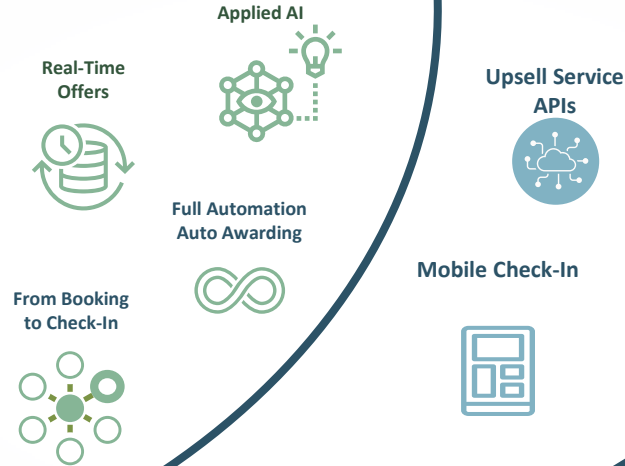 Applied AI
Real-Time
Offers
Upsell Service
APIs
Full Automation
Auto Awarding
Mobile Check-In
From Booking
to Check-In